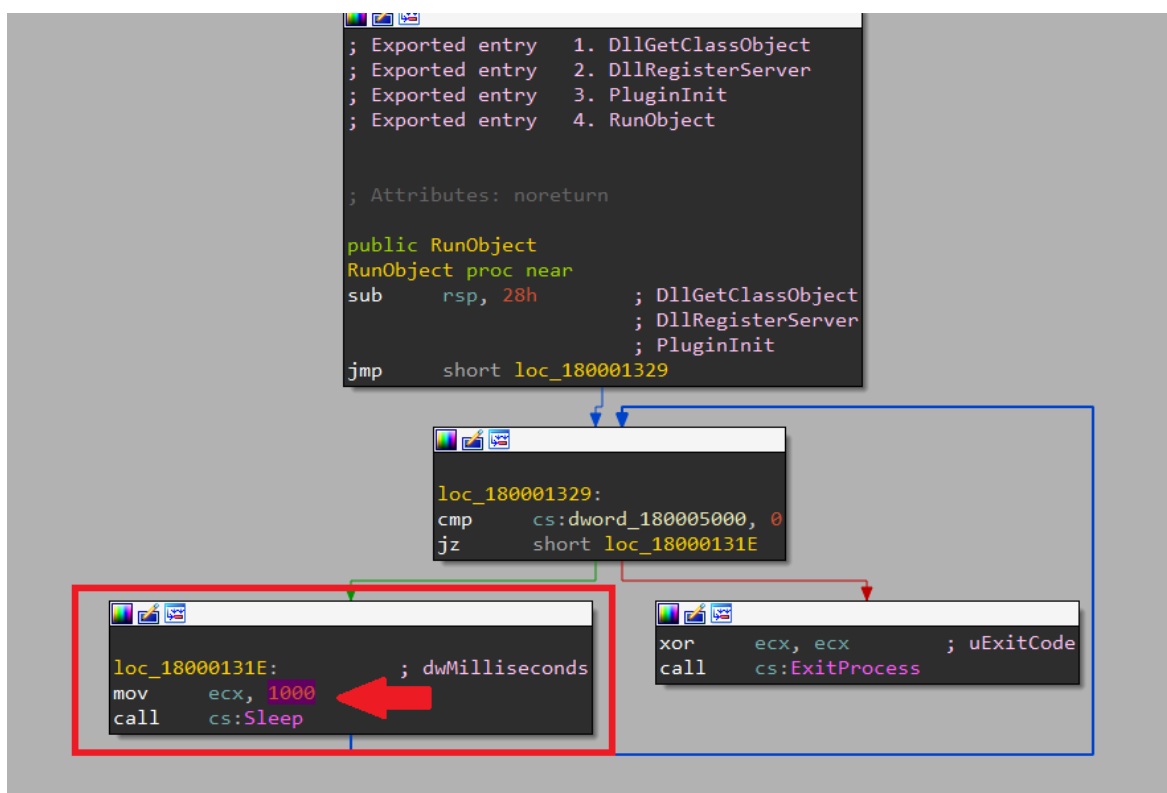 ; Exported entry   1. DllGetClassObject
; Exported entry   2. DllRegisterServer
; Exported entry   3. PluginInit
; Exported entry   4. RunObject
; Attributes: noreturn
public RunObject
RunObject proc near
sub     rsp, 28h        ; DllGetClassObject
; DllRegisterServer
; PluginInit
jmp     short loc_180001329
loc_180001329:
cmp     cs:dword_180005000, 0
jz      short loc_18000131E
loc_18000131E:          ; dwMilliseconds
mov     ecx, 1000
call    cs:Sleep
xor     ecx, ecx        ; uExitCode
call    cs:ExitProcess